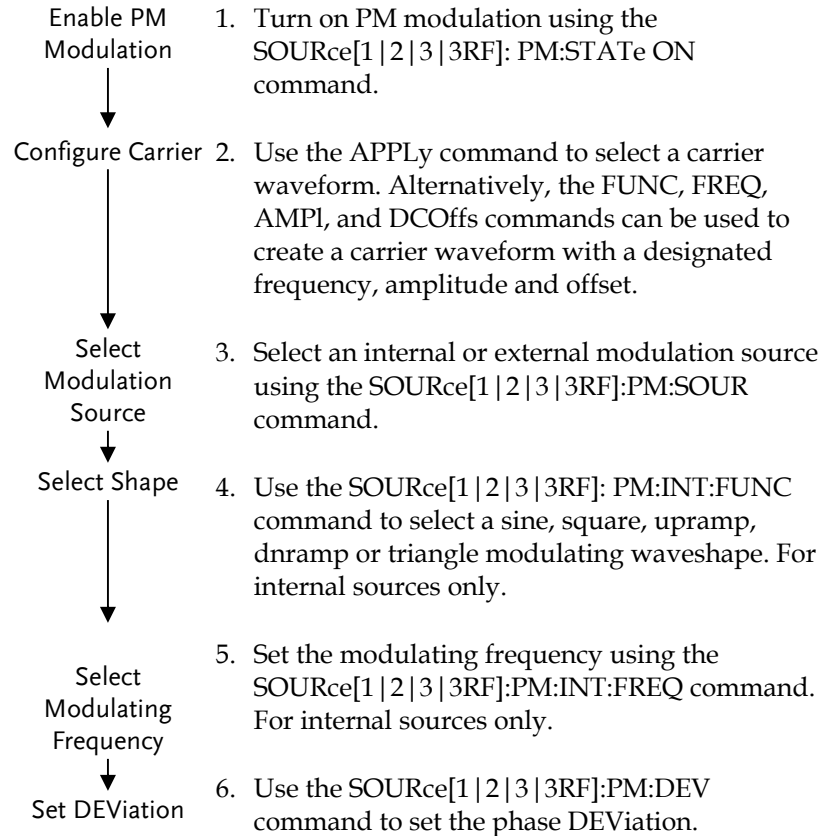 Enable PM
Modulation
1. Turn on PM modulation using the
SOURce[1|2|3|3RF]: PM:STATe ON
command.
Configure Carrier
2. Use the APPLy command to select a carrier
waveform. Alternatively, the FUNC, FREQ,
AMPl, and DCOffs commands can be used to
create a carrier waveform with a designated
frequency, amplitude and offset.
Select
Modulation
Source
3. Select an internal or external modulation source
using the SOURce[1|2|3|3RF]:PM:SOUR
command.
Select Shape
4. Use the SOURce[1|2|3|3RF]: PM:INT:FUNC
command to select a sine, square, upramp,
dnramp or triangle modulating waveshape. For
internal sources only.
Select
Modulating
Frequency
5. Set the modulating frequency using the
SOURce[1|2|3|3RF]:PM:INT:FREQ command.
For internal sources only.
Set DEViation
6. Use the SOURce[1|2|3|3RF]:PM:DEV
command to set the phase DEViation.